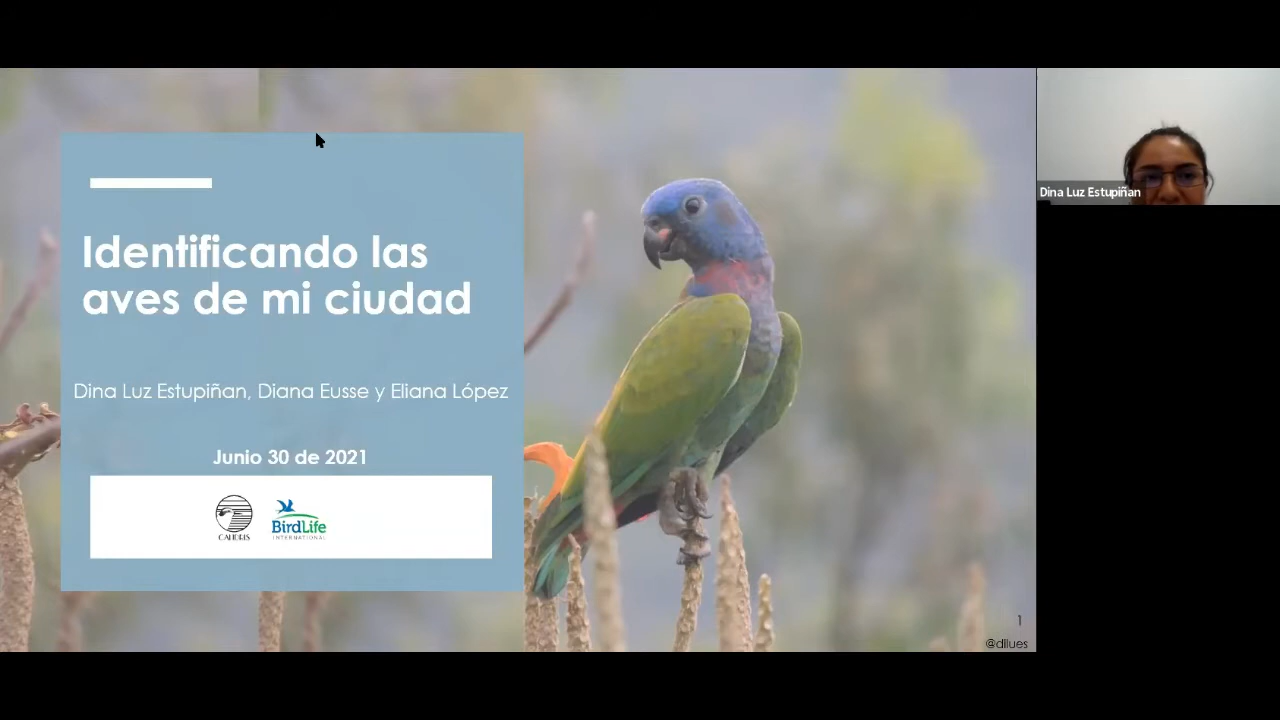 Identificando las
aves de mi ciudad
Dina Luz Estupiñan, Diana Eusse y Eliana López
Junio 30 de 2021
CALIDRIS
BirdLife
INTERNATIONAL
1
@dilues
Dina Luz Estupiñan